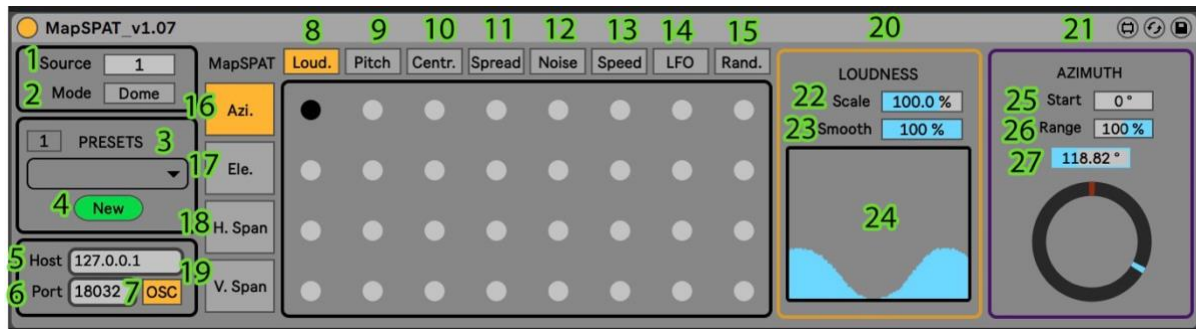 MapSPAT_v1.07
8 9 10 11 12 13 14 15 20 21
1 Source 1
2 Mode Dome
MapSPAT Loud. Pitch Centr. Spread Noise Speed LFO Rand.
16 Azi.
1 PRESETS 3
17 Ele.
4 New
18 H. Span
5 Host 127.0.0.1
19 V. Span
6 Port 18032 7 OSC
LOUDNESS
22 Scale 100.0 %
23 Smooth 100 %
24
AZIMUTH
25 Start 0 °
26 Range 100 %
27 118.82 °